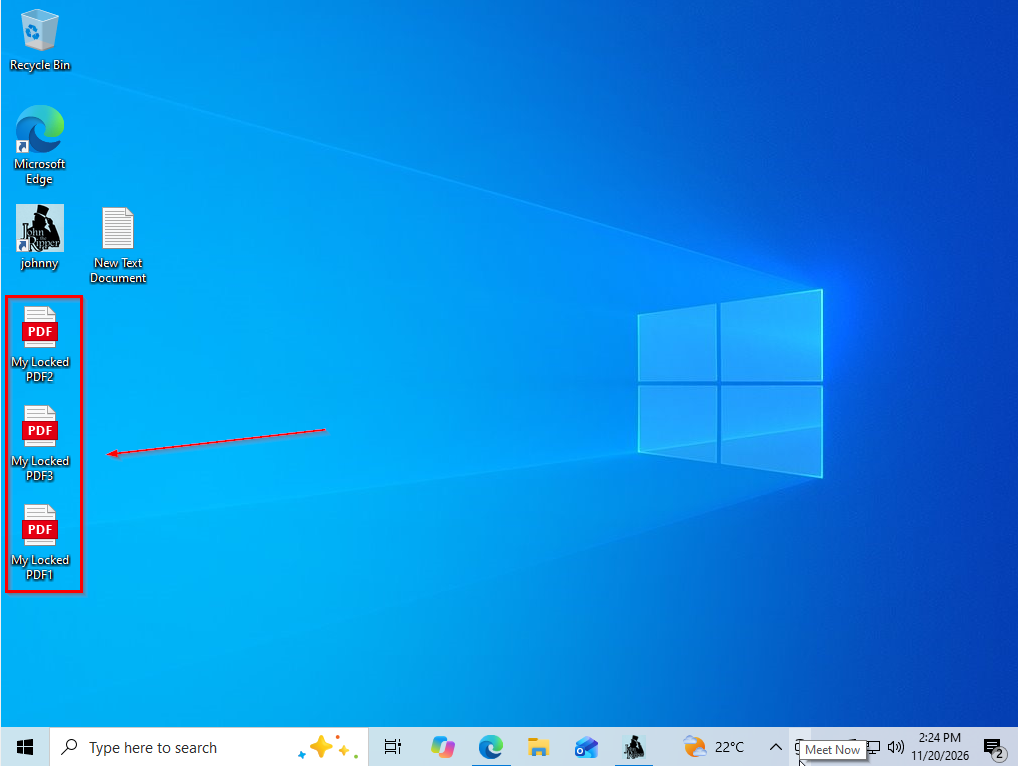 Recycle Bin
Microsoft
Edge
John
the
Ripper
johnny
New Text
Document
PDF
My Locked
PDF2
PDF
My Locked
PDF3
PDF
My Locked
PDF1
Type here to search
22°C
Meet Now
2:24 PM
11/20/2026
2